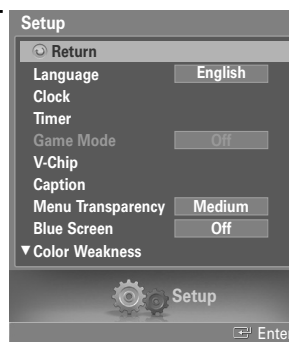 Setup
Return
Language English
Clock
Timer
Game Mode Off
V-Chip
Caption
Menu Transparency Medium
Blue Screen Off
▼ Color Weakness
Setup
Enter